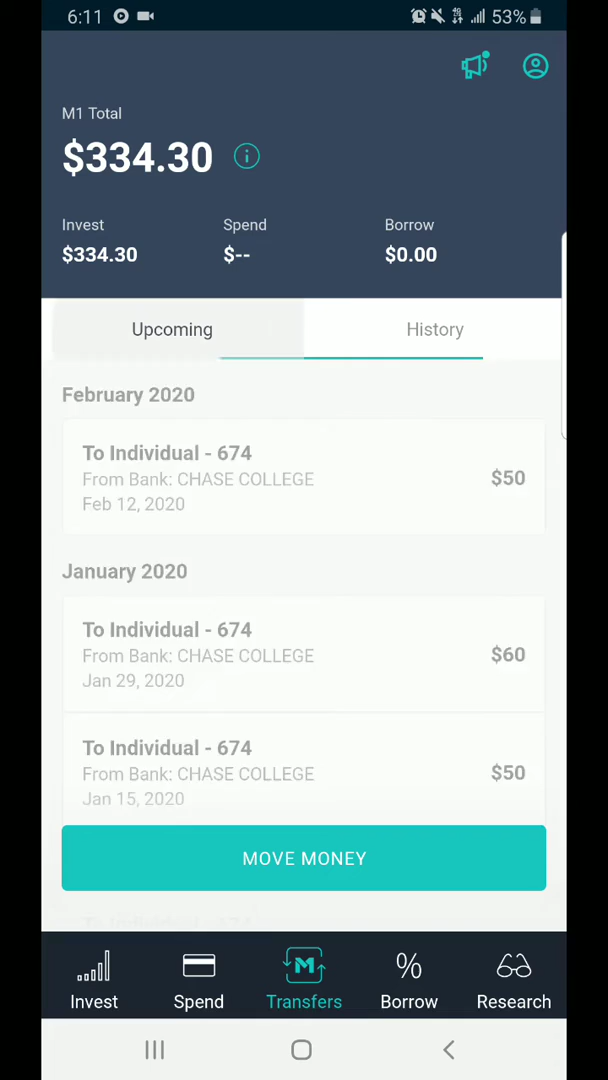 6:11 53%
M1 Total
$334.30
Invest Spend Borrow
$334.30 $-- $0.00
Upcoming History
February 2020
To Individual - 674
From Bank: CHASE COLLEGE $50
Feb 12, 2020
January 2020
To Individual - 674
From Bank: CHASE COLLEGE $60
Jan 29, 2020
To Individual - 674
From Bank: CHASE COLLEGE $50
Jan 15, 2020
MOVE MONEY
To Individual - 674
Invest Spend Transfers Borrow Research